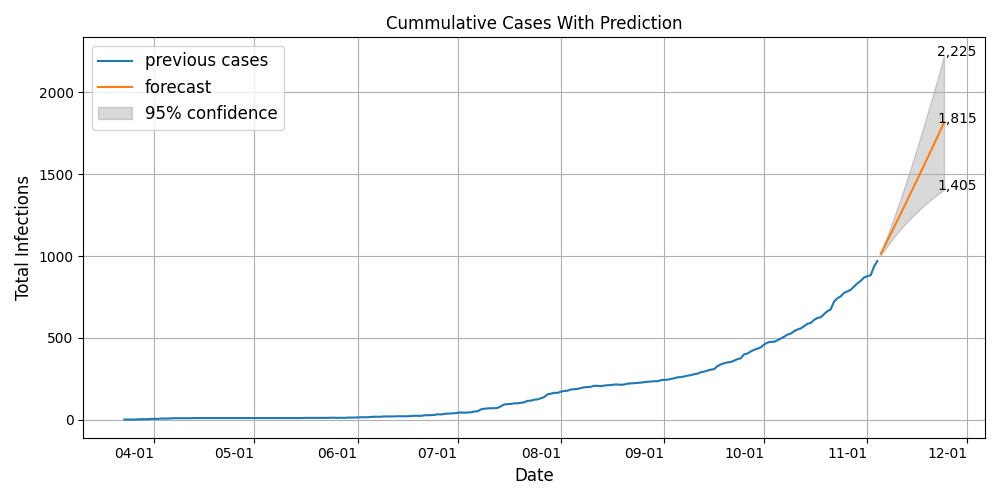 Cummulative Cases With Prediction
previous cases
forecast
95% confidence
2,225
1,815
1,405
Total Infections
2000
1500
1000
500
0
04-01 05-01 06-01 07-01 08-01 09-01 10-01 11-01 12-01
Date